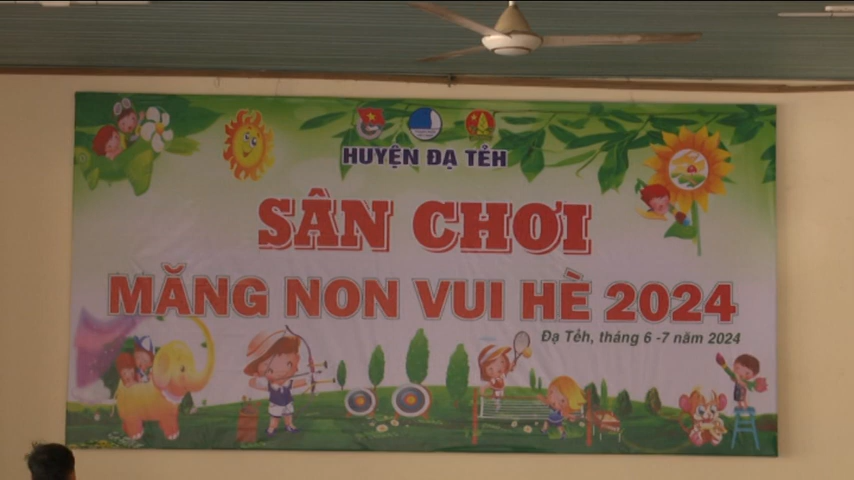 HUYỆN ĐẠ TẺH
SÂN CHƠI
MĂNG NON VUI HÈ 2024
Đạ Tẻh, tháng 6 -7 năm 2024